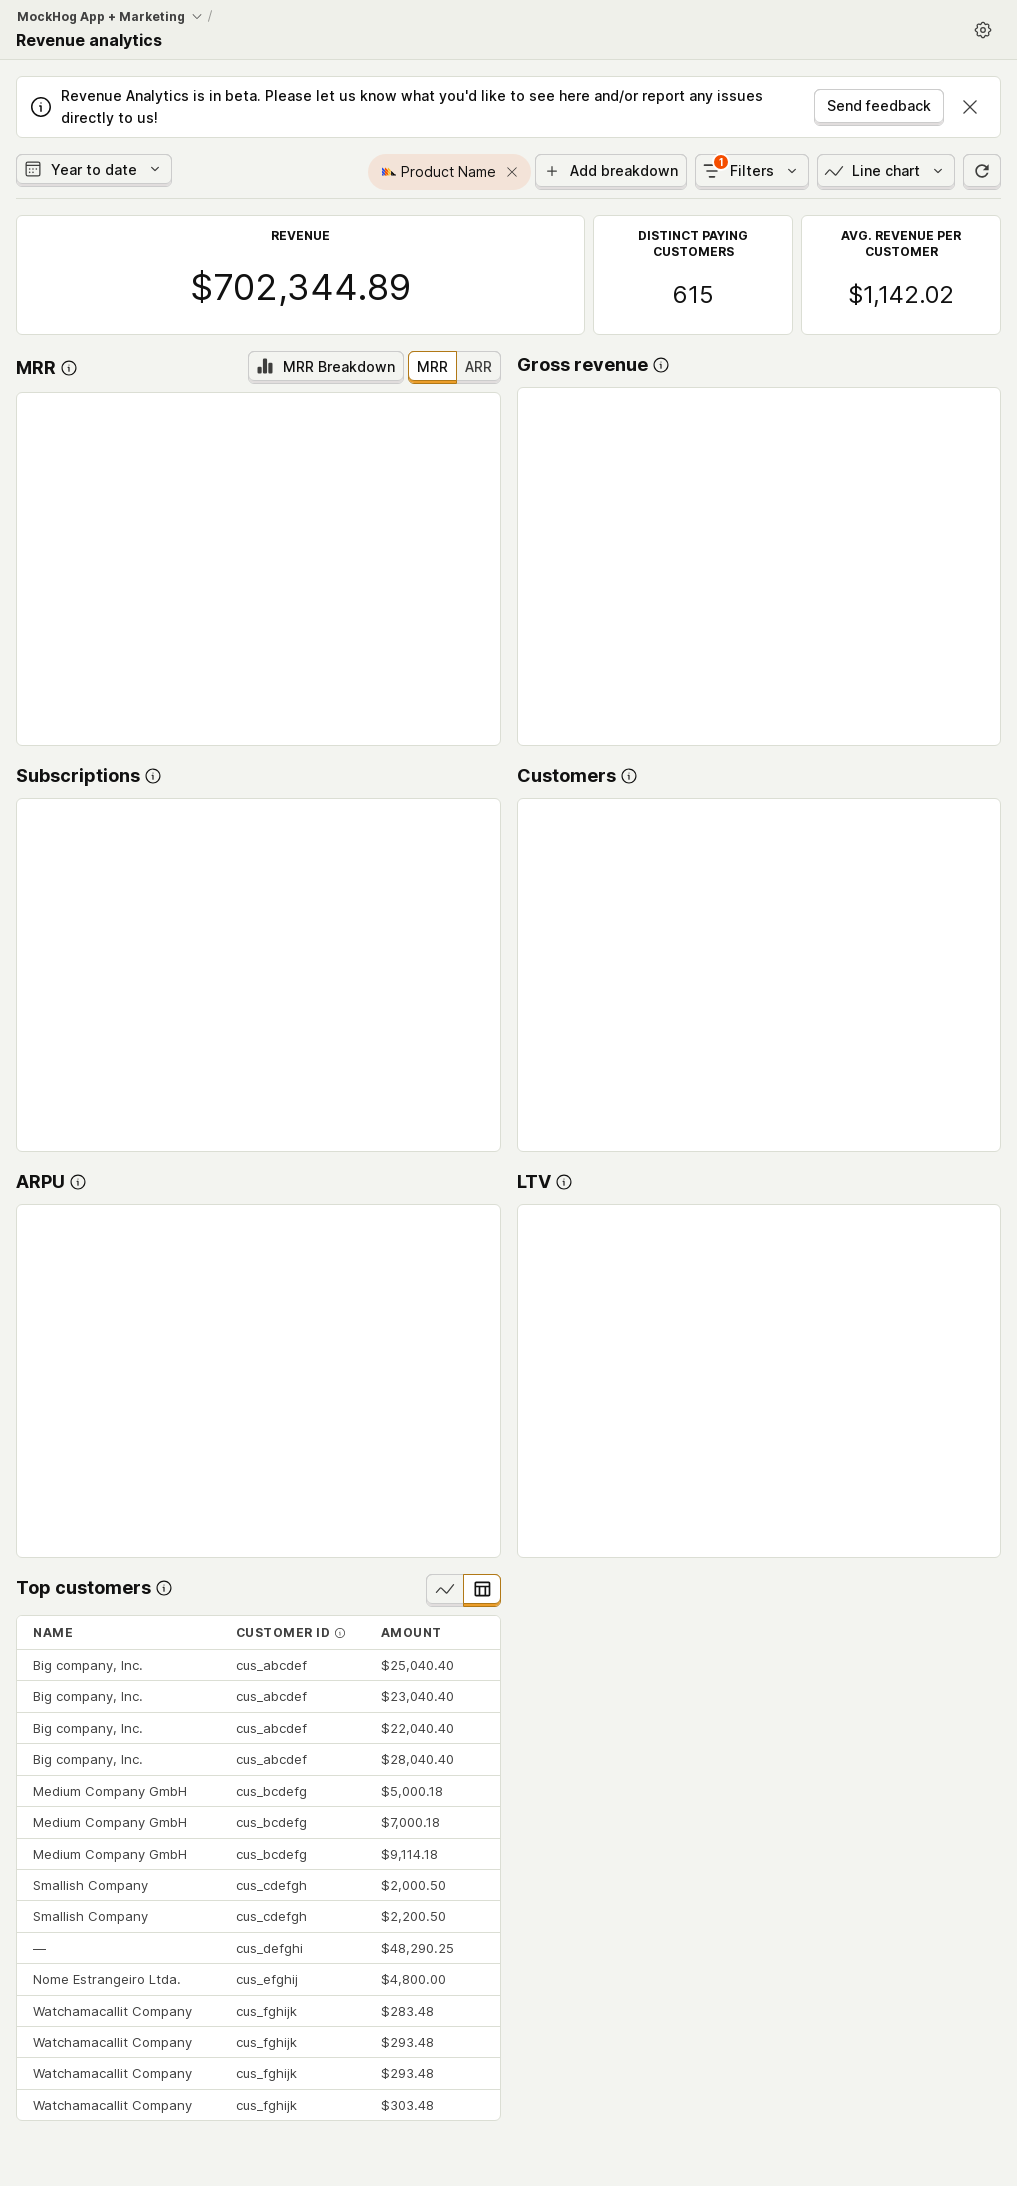 MockHog App + Marketing /
Revenue analytics
Revenue Analytics is in beta. Please let us know what you'd like to see here and/or report any issues
directly to us!
Send feedback
Year to date
Product Name
Add breakdown
1
Filters
Line chart
REVENUE
$702,344.89
DISTINCT PAYING
CUSTOMERS
615
AVG. REVENUE PER
CUSTOMER
$1,142.02
MRR
MRR Breakdown
MRR
ARR
Gross revenue
Subscriptions
Customers
ARPU
LTV
Top customers
NAME CUSTOMER ID AMOUNT
Big company, Inc. cus_abcdef $25,040.40
Big company, Inc. cus_abcdef $23,040.40
Big company, Inc. cus_abcdef $22,040.40
Big company, Inc. cus_abcdef $28,040.40
Medium Company GmbH cus_bcdefg $5,000.18
Medium Company GmbH cus_bcdefg $7,000.18
Medium Company GmbH cus_bcdefg $9,114.18
Smallish Company cus_cdefgh $2,000.50
Smallish Company cus_cdefgh $2,200.50
— cus_defghi $48,290.25
Nome Estrangeiro Ltda. cus_efghij $4,800.00
Watchamacallit Company cus_fghijk $283.48
Watchamacallit Company cus_fghijk $293.48
Watchamacallit Company cus_fghijk $293.48
Watchamacallit Company cus_fghijk $303.48